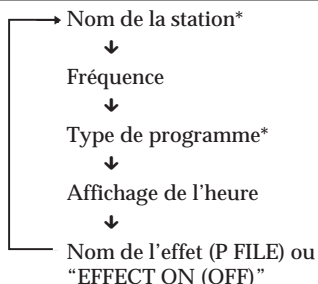 Nom de la station*
Fréquence
Type de programme*
Affichage de l’heure
Nom de l’effet (P FILE) ou
“EFFECT ON (OFF)”